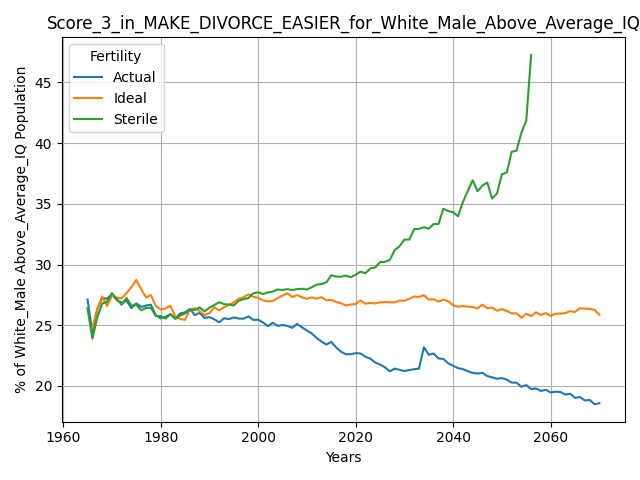 Score_3_in_MAKE_DIVORCE_EASIER_for_White_Male_Above_Average_IQ
Fertility
Actual
Ideal
Sterile
% of White_Male Above_Average_IQ Population
45
40
35
30
25
20
1960
1980
2000
2020
2040
2060
Years